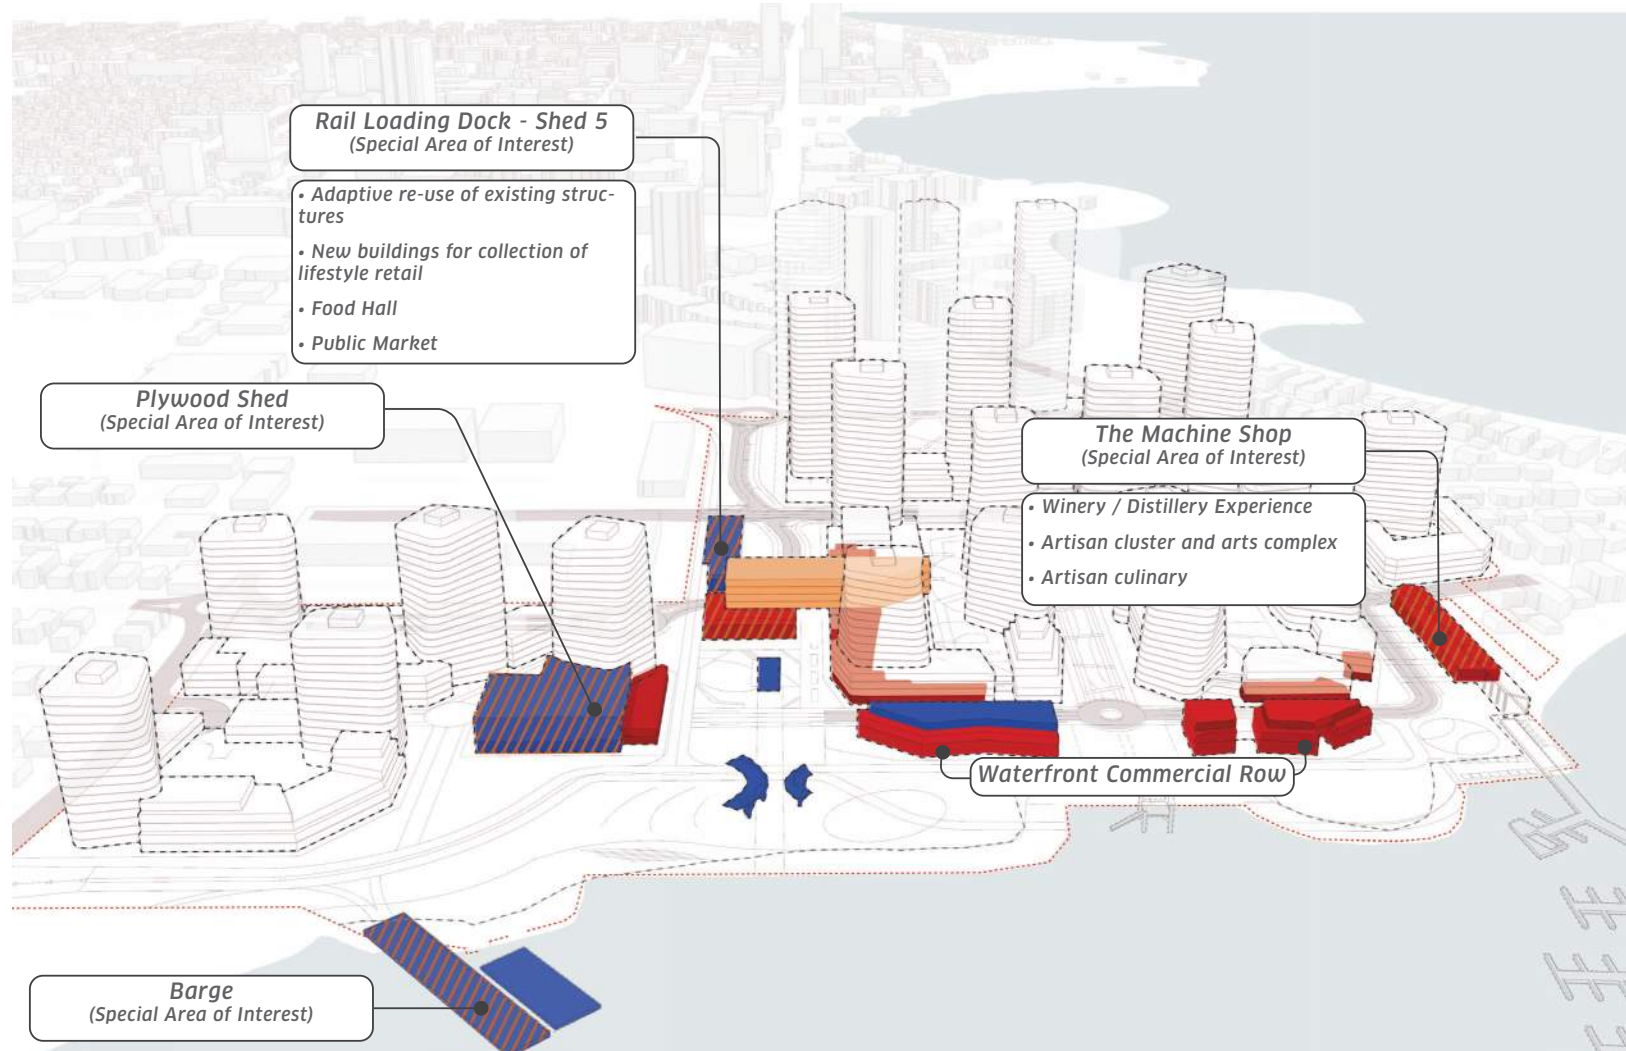 Rail Loading Dock - Shed 5
(Special Area of Interest)
• Adaptive re-use of existing struc-
tures
• New buildings for collection of
lifestyle retail
• Food Hall
• Public Market
Plywood Shed
(Special Area of Interest)
The Machine Shop
(Special Area of Interest)
• Winery / Distillery Experience
• Artisan cluster and arts complex
• Artisan culinary
Waterfront Commercial Row
Barge
(Special Area of Interest)